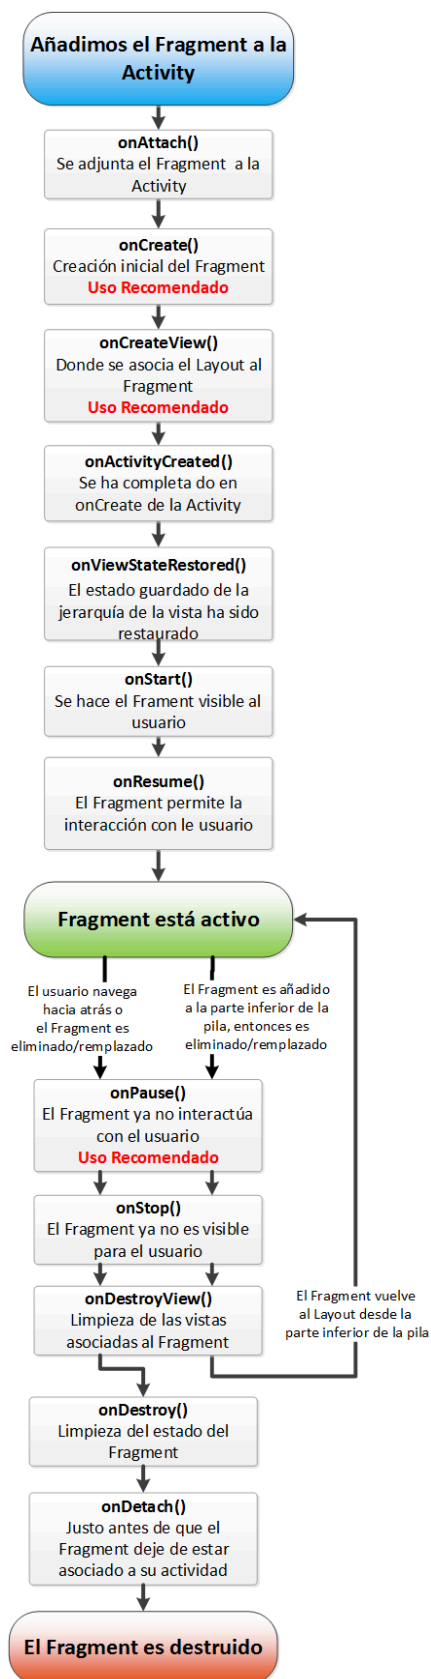 Añadimos el Fragment a la
Activity
onAttach()
Se adjunta el Fragment a la
Activity
onCreate()
Creación inicial del Fragment
Uso Recomendado
onCreateView()
Donde se asocia el Layout al
Fragment
Uso Recomendado
onActivityCreated()
Se ha completa do en
onCreate de la Activity
onViewStateRestored()
El estado guardado de la
jerarquía de la vista ha sido
restaurado
onStart()
Se hace el Frament visible al
usuario
onResume()
El Fragment permite la
interacción con le usuario
Fragment está activo
El usuario navega
hacia atrás o
el Fragment es
eliminado/remplazado
El Fragment es añadido
a la parte inferior de la
pila, entonces es
eliminado/remplazado
onPause()
El Fragment ya no interactúa
con el usuario
Uso Recomendado
onStop()
El Fragment ya no es visible
para el usuario
onDestroyView()
Limpieza de las vistas
asociadas al Fragment
El Fragment vuelve
al Layout desde la
parte inferior de la pila
onDestroy()
Limpieza del estado del
Fragment
onDetach()
Justo antes de que el
Fragment deje de estar
asociado a su actividad
El Fragment es destruido